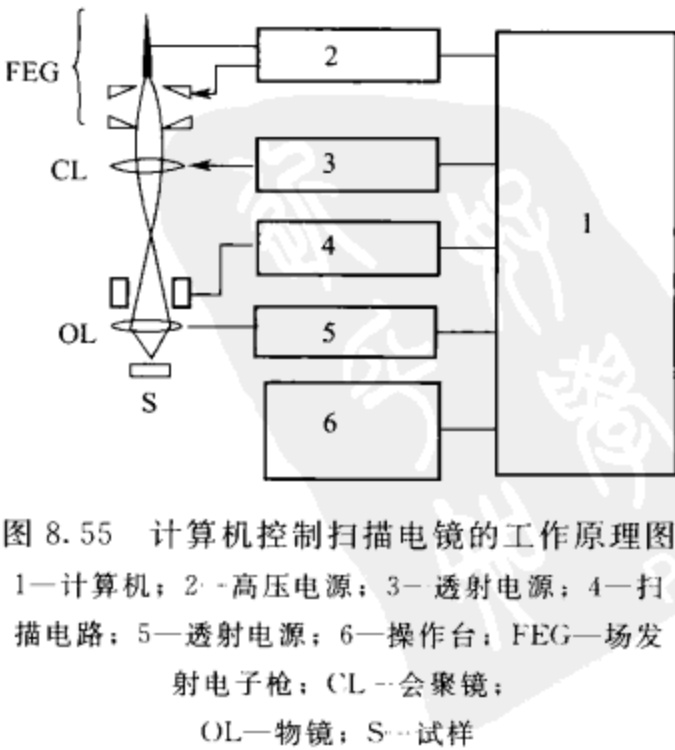 FEG
2
CL
3
4
1
OL
5
S
6
图 8.55 计算机控制扫描电镜的工作原理图
1—计算机；2--高压电源；3-透射电源；4—扫
描电路；5—透射电源；6—操作台；FEG—场发
射电子枪；CL--会聚镜；
OL—物镜；S--试样